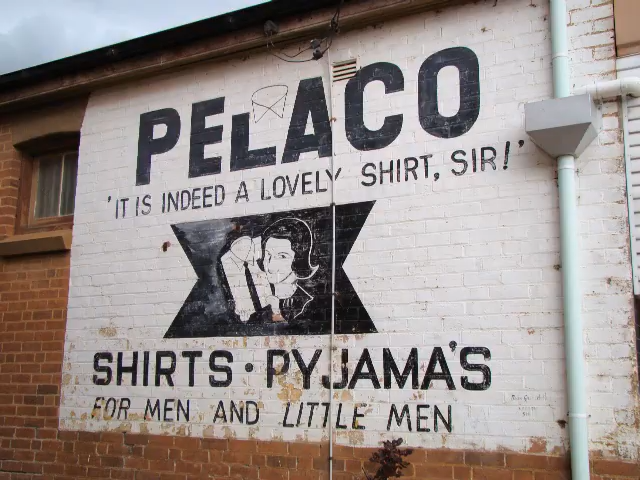 PELACO
'IT IS INDEED A LOVELY SHIRT, SIR!'
SHIRTS · PYJAMA'S
FOR MEN AND LITTLE MEN